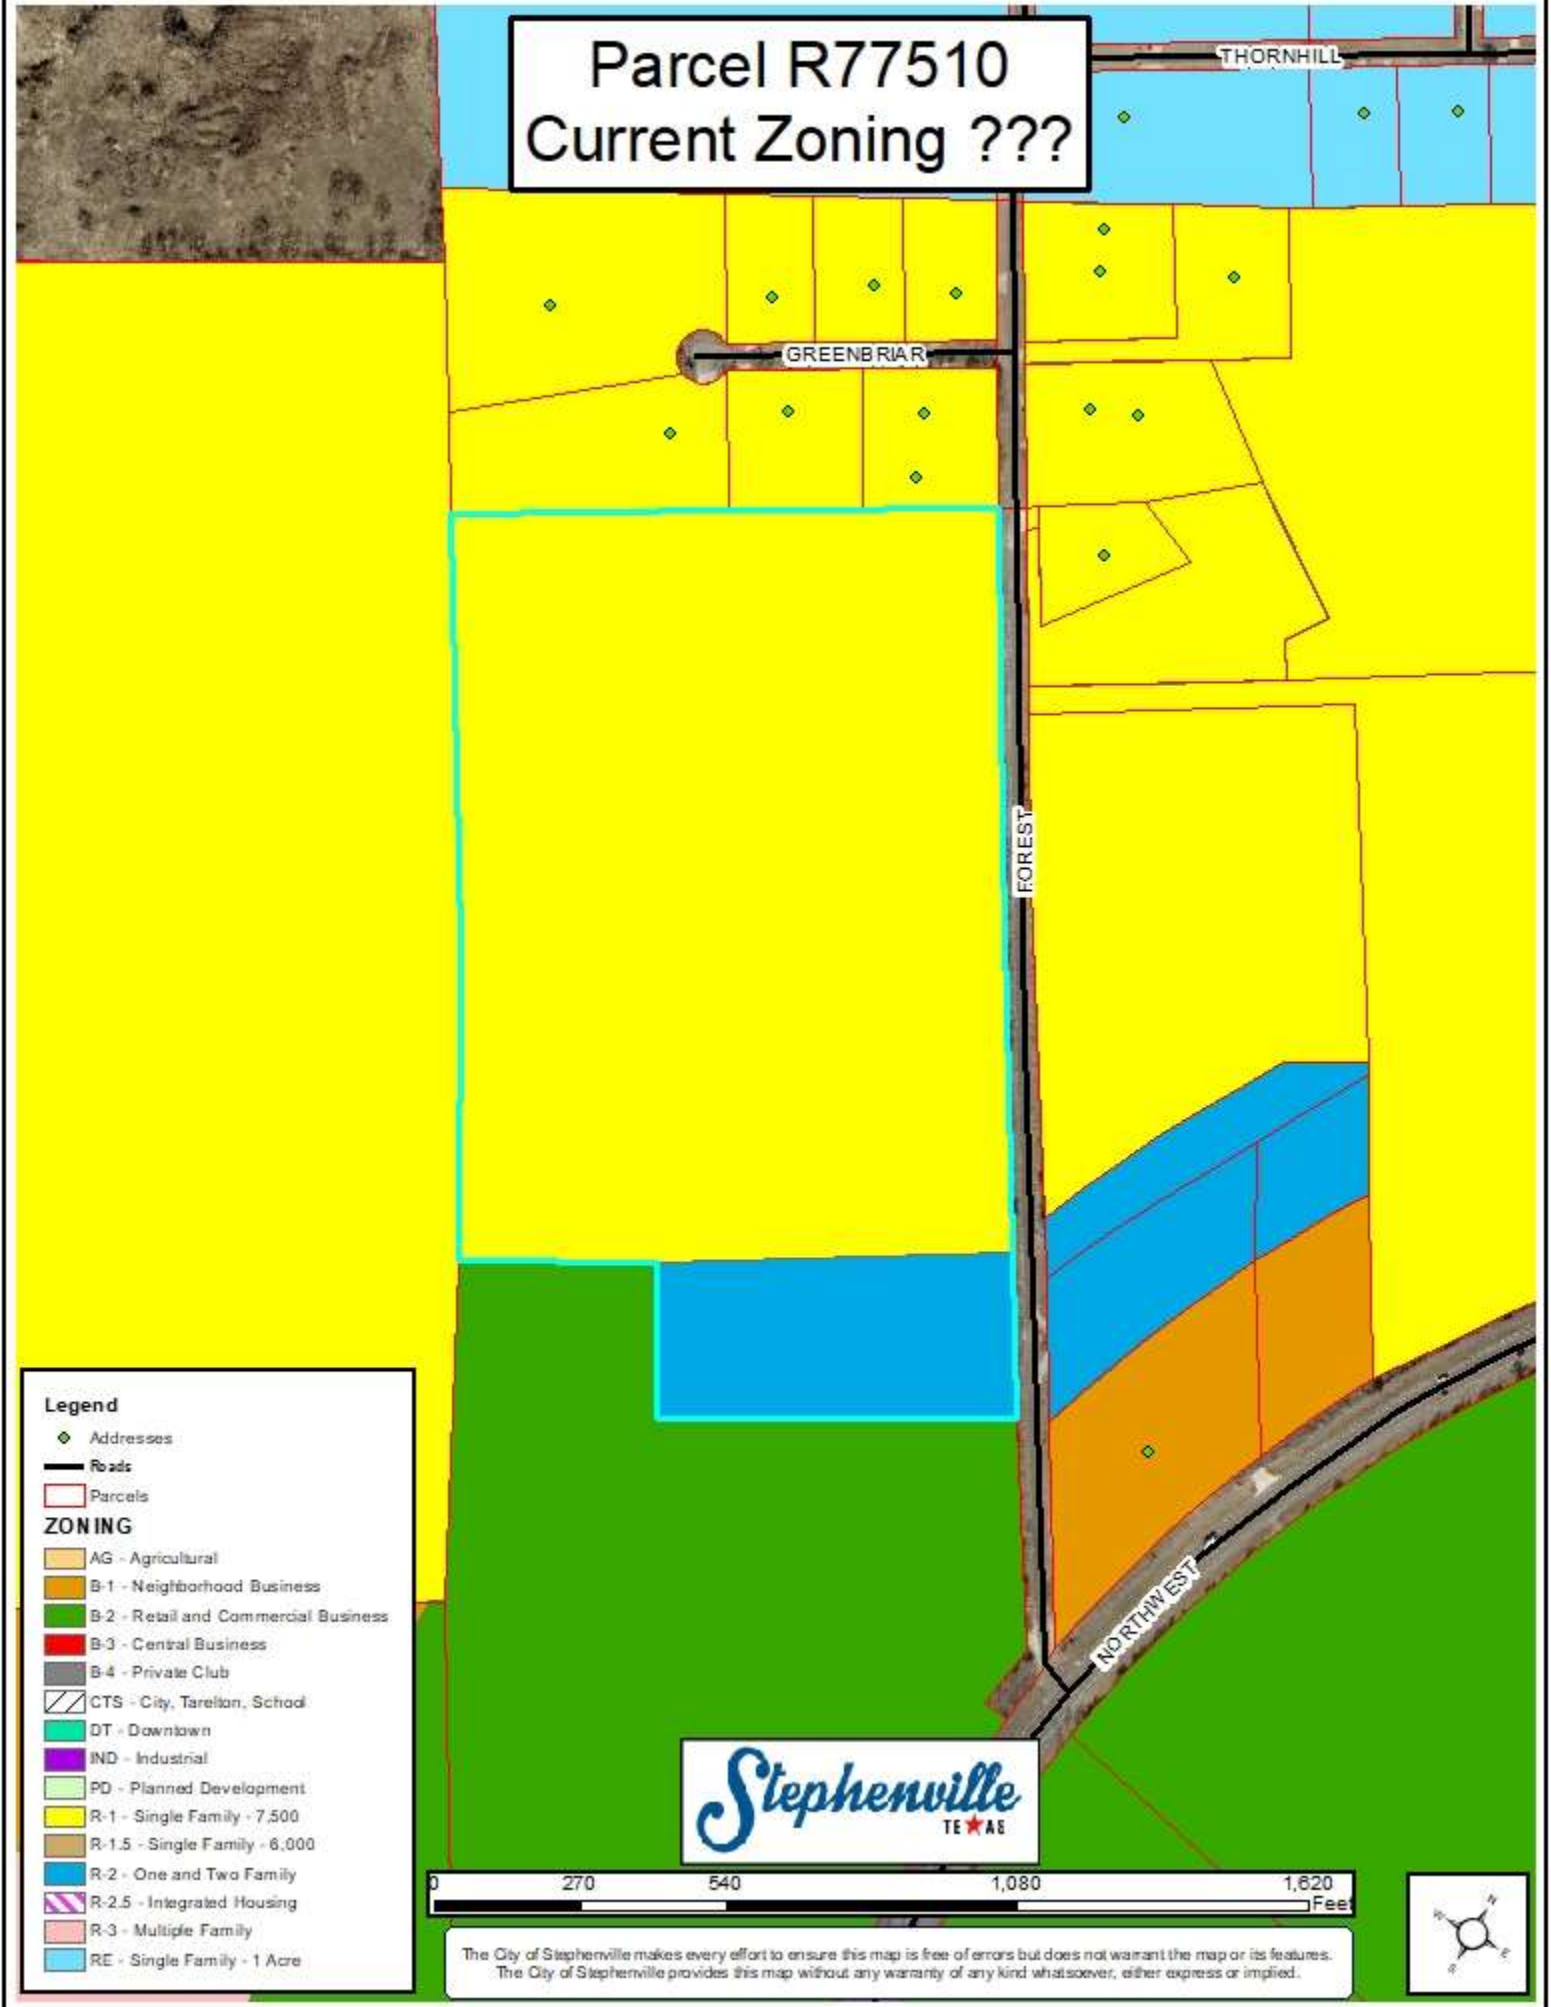 Parcel R77510
Current Zoning ???
THORNHILL
GREENBRIAR
FOREST
NORTHWEST
Legend
Addresses
Roads
Parcels
ZONING
AG - Agricultural
B-1 - Neighborhood Business
B-2 - Retail and Commercial Business
B-3 - Central Business
B-4 - Private Club
CTS - City, Tarelton, School
DT - Downtown
IND - Industrial
PD - Planned Development
R-1 - Single Family - 7,500
R-1.5 - Single Family - 6,000
R-2 - One and Two Family
R-2.5 - Integrated Housing
R-3 - Multiple Family
RE - Single Family - 1 Acre
Stephenville
TEXAS
0 270 540 1,080 1,620
Feet
The City of Stephenville makes every effort to ensure this map is free of errors but does not warrant the map or its features.
The City of Stephenville provides this map without any warranty of any kind whatsoever, either express or implied.
N
W
E
S